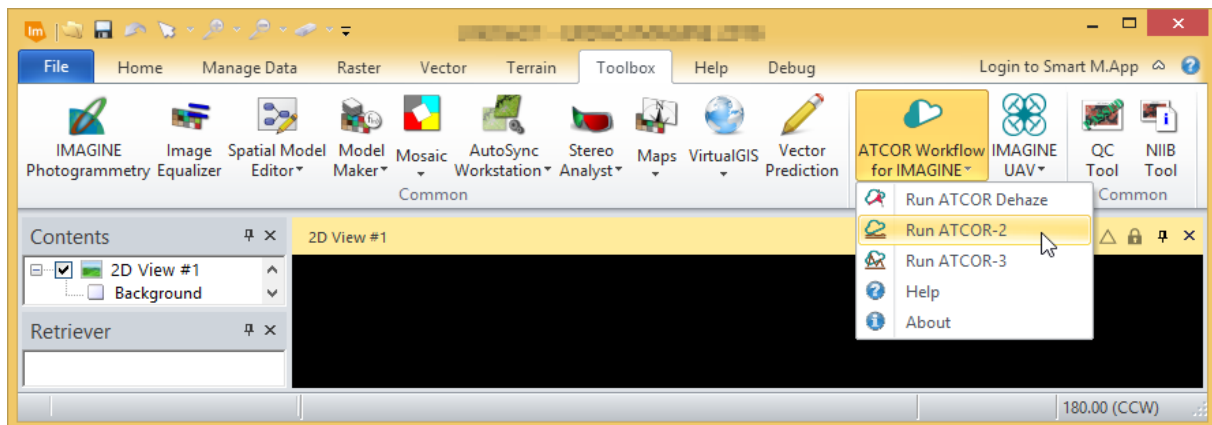 Im
File Home Manage Data Raster Vector Terrain Toolbox Help Debug Login to Smart M.App
IMAGINE Photogrammetry
Image Equalizer
Spatial Model Editor
Model Maker
Mosaic
AutoSync Workstation
Stereo Analyst
Maps
VirtualGIS
Vector Prediction
ATCOR Workflow for IMAGINE
IMAGINE UAV
QC Tool
NIIB Tool
Common
Common
Run ATCOR Dehaze
Run ATCOR-2
Run ATCOR-3
Help
About
Contents
2D View #1
2D View #1
Background
Retriever
180.00 (CCW)